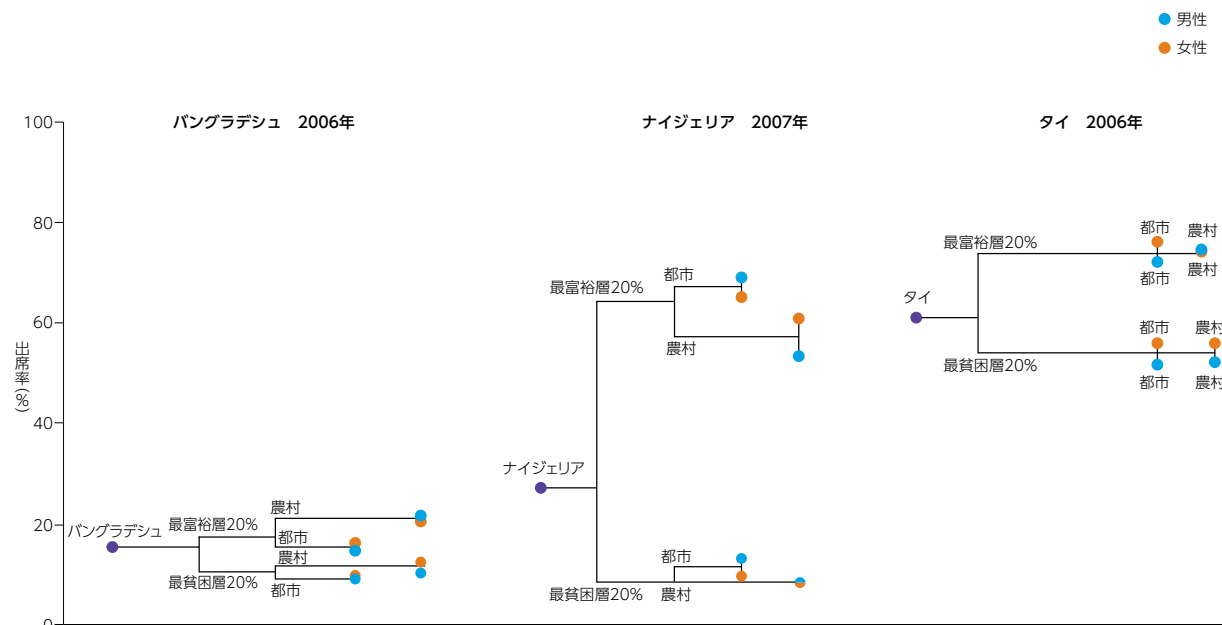 男性
女性
バングラデシュ 2006年
ナイジェリア 2007年
タイ 2006年
100
80
60
40
20
0
出席率(%)
バングラデシュ
最富裕層20%
農村
都市
最貧困層20%
農村
都市
ナイジェリア
最富裕層20%
都市
農村
最貧困層20%
都市
農村
タイ
最富裕層20%
都市
都市
農村
農村
最貧困層20%
都市
都市
農村
農村